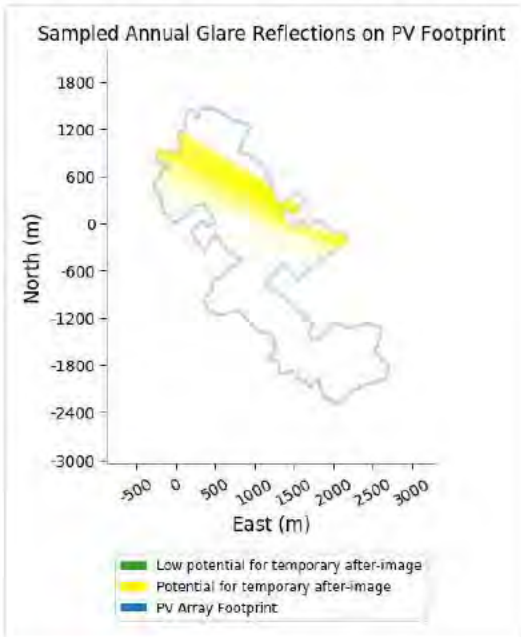 Sampled Annual Glare Reflections on PV Footprint
1800
1200
600
0
-600
-1200
-1800
-2400
-3000
North (m)
-500
0
500
1000
1500
2000
2500
3000
East (m)
Low potential for temporary after-image
Potential for temporary after-image
PV Array Footprint